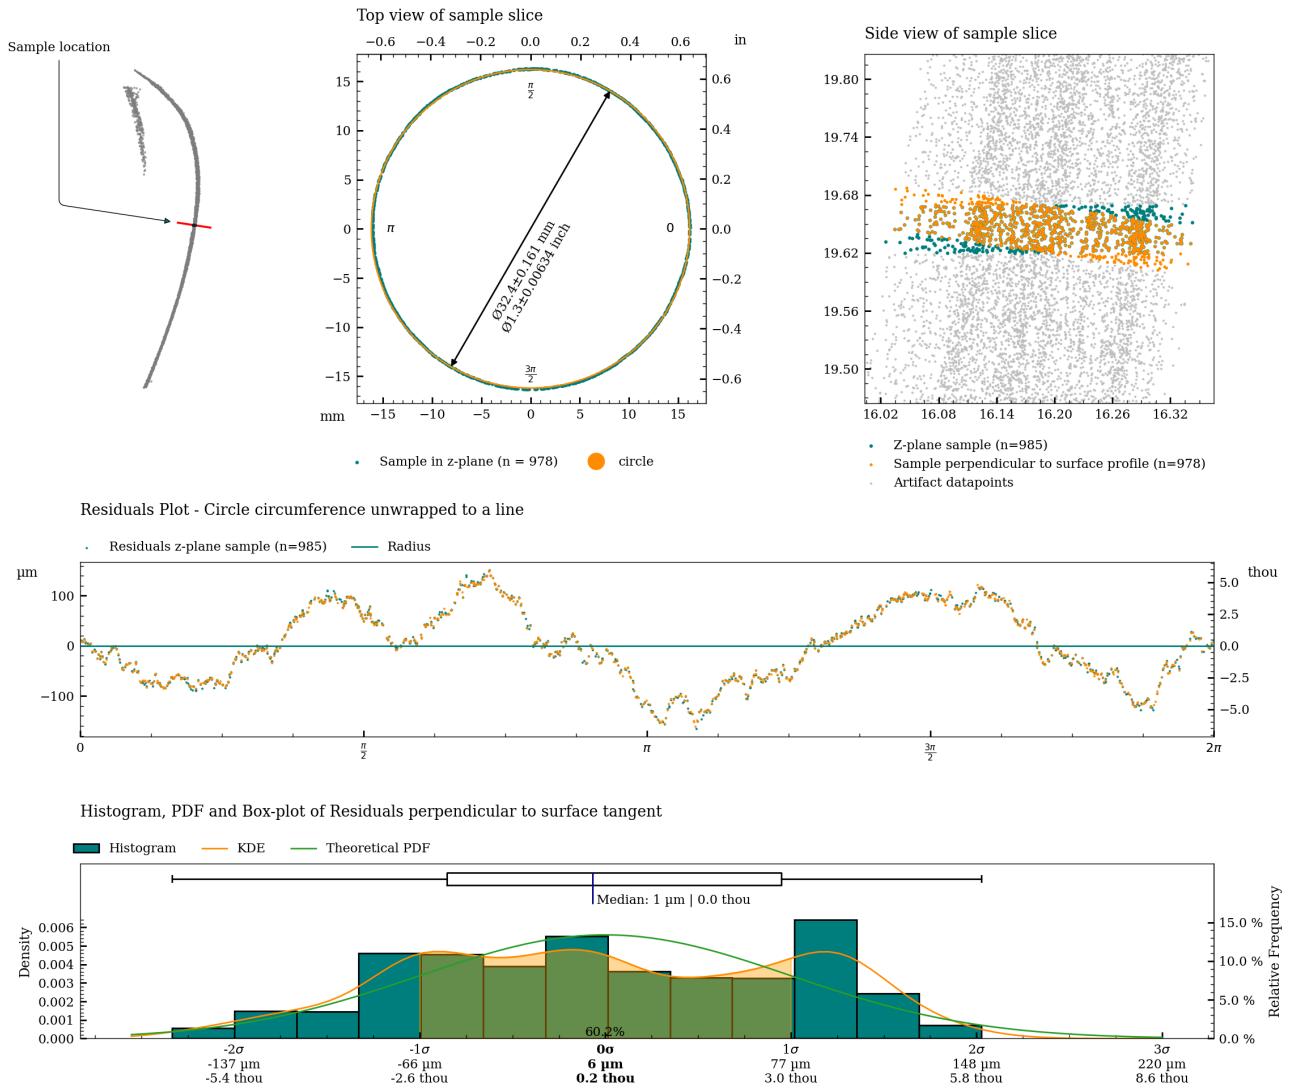 Sample location
Top view of sample slice
−0.6 −0.4 −0.2 0.0 0.2 0.4 0.6 in
15 10 5 0 −5 −10 −15
0.6 0.4 0.2 0.0 −0.2 −0.4 −0.6
π/2
π 0
3π/2
Ø32.4±0.161 mm
Ø1.3±0.00634 inch
mm −15 −10 −5 0 5 10 15
Sample in z-plane (n = 978) circle
Side view of sample slice
19.80
19.74
19.68
19.62
19.56
19.50
16.02 16.08 16.14 16.20 16.26 16.32
Z-plane sample (n=985)
Sample perpendicular to surface profile (n=978)
Artifact datapoints
Residuals Plot - Circle circumference unwrapped to a line
Residuals z-plane sample (n=985) Radius
µm thou
100 0 −100
5.0 2.5 0.0 −2.5 −5.0
0 π/2 π 3π/2 2π
Histogram, PDF and Box-plot of Residuals perpendicular to surface tangent
Histogram KDE Theoretical PDF
Median: 1 µm | 0.0 thou
Density
0.006 0.005 0.004 0.003 0.002 0.001 0.000
15.0 % 10.0 % 5.0 % 0.0 %
Relative Frequency
60.2%
-2σ -1σ 0σ 1σ 2σ 3σ
-137 µm -66 µm 6 µm 77 µm 148 µm 220 µm
-5.4 thou -2.6 thou 0.2 thou 3.0 thou 5.8 thou 8.6 thou